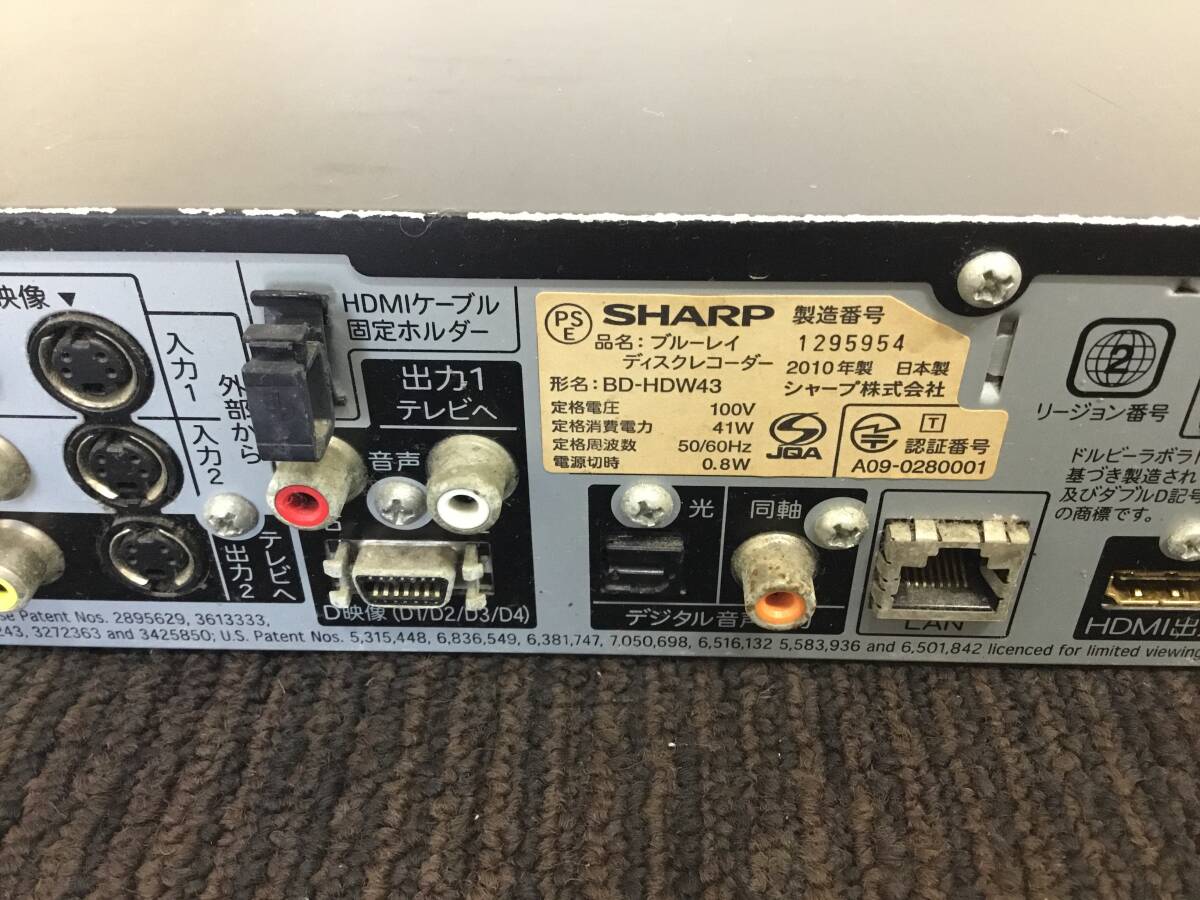 映像▼
入力1
入力2
外部から
出力2
テレビへ
HDMIケーブル
固定ホルダー
出力1
テレビへ
音声
D映像(D1/D2/D3/D4)
PS
E
SHARP 製造番号
品名:ブルーレイ 1295954
ディスクレコーダー 2010年製 日本製
形名:BD-HDW43 シャープ株式会社
定格電圧 100V
定格消費電力 41W
定格周波数 50/60Hz
電源切時 0.8W
JQA
T
認証番号
A09-0280001
光
同軸
デジタル音声
LAN
2
リージョン番号
ドルビーラボラト
基づき製造され
及びダブルD記号
の商標です。
HDMI出
se Patent Nos. 2895629, 3613333,
243, 3272363 and 3425850, U.S. Patent Nos. 5,315,448, 6,836,549, 6,381,747, 7,050,698, 6,516,132 5,583,936 and 6,501,842 licenced for limited viewing